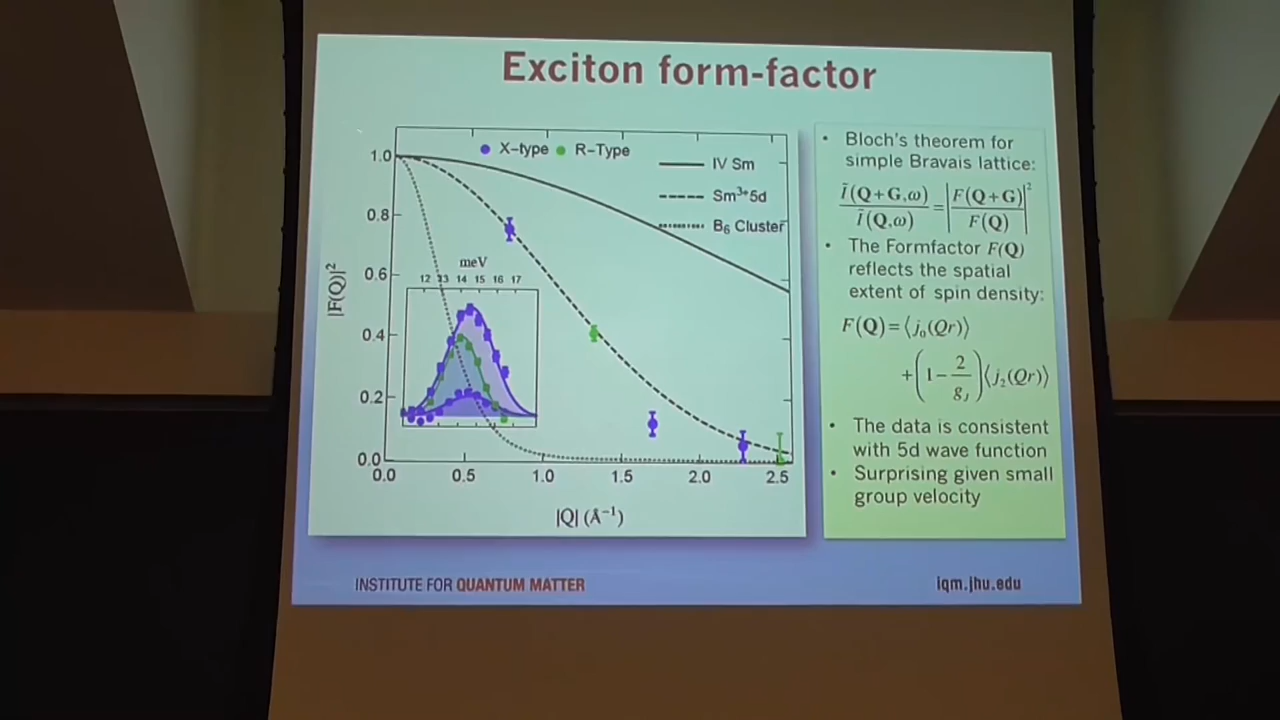 Exciton form-factor
X-type R-Type
IV Sm
Sm³⁺5d
B₆ Cluster
|F(Q)|²
1.0
0.8
0.6
0.4
0.2
0.0
meV
12 13 14 15 16 17
0.0 0.5 1.0 1.5 2.0 2.5
|Q| (Å⁻¹)
• Bloch's theorem for
simple Bravais lattice:
Ĩ(Q+G,ω)/Ĩ(Q,ω) = |F(Q+G)/F(Q)|²
• The Formfactor F(Q)
reflects the spatial
extent of spin density:
F(Q)=⟨j₀(Qr)⟩
+(1−2/g_J)⟨j₂(Qr)⟩
• The data is consistent
with 5d wave function
• Surprising given small
group velocity
INSTITUTE FOR QUANTUM MATTER
iqm.jhu.edu